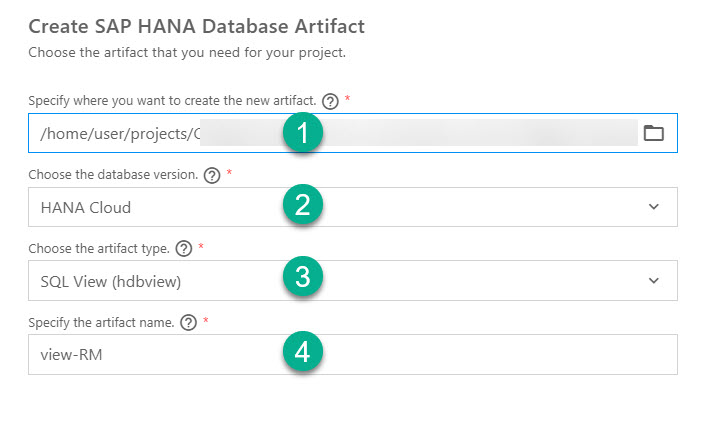 Create SAP HANA Database Artifact
Choose the artifact that you need for your project.
Specify where you want to create the new artifact. ? *
/home/user/projects/
1
Choose the database version. ? *
HANA Cloud
2
Choose the artifact type. ? *
SQL View (hdbview)
3
Specify the artifact name. ? *
view-RM
4